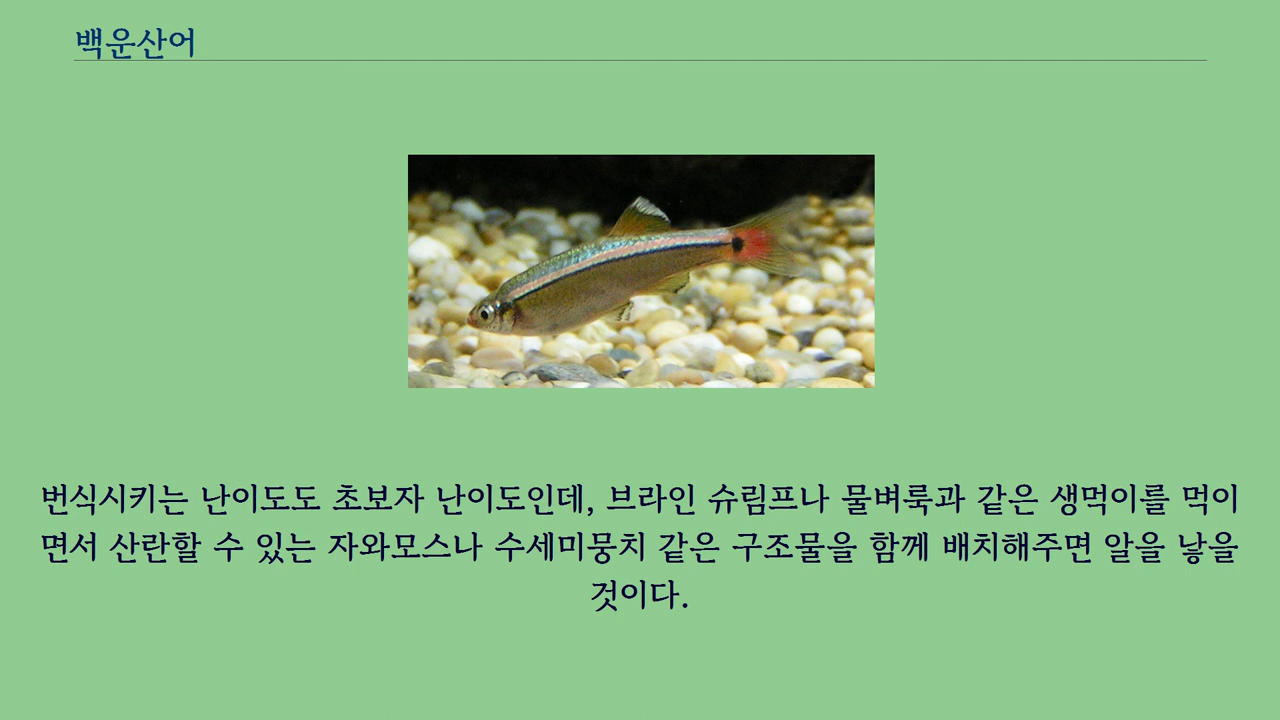 백운산어
번식시키는 난이도도 초보자 난이도인데, 브라인 슈림프나 물벼룩과 같은 생먹이를 먹이
면서 산란할 수 있는 자와모스나 수세미뭉치 같은 구조물을 함께 배치해주면 알을 낳을
것이다.